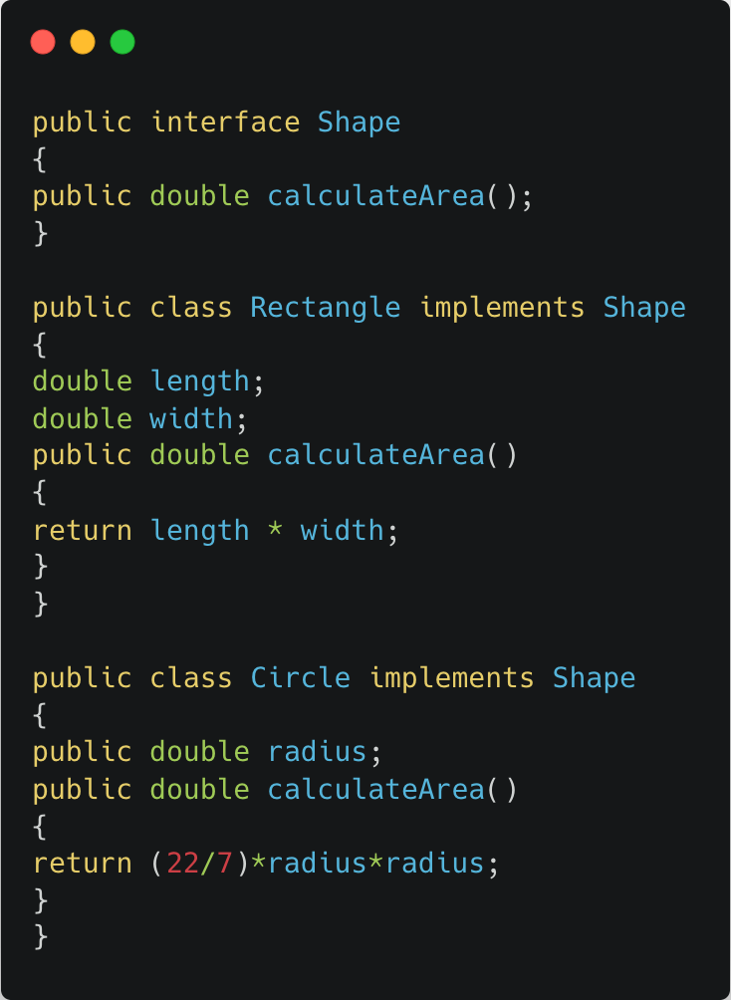 public interface Shape
{
public double calculateArea();
}
public class Rectangle implements Shape
{
double length;
double width;
public double calculateArea()
{
return length * width;
}
}
public class Circle implements Shape
{
public double radius;
public double calculateArea()
{
return (22/7)*radius*radius;
}
}